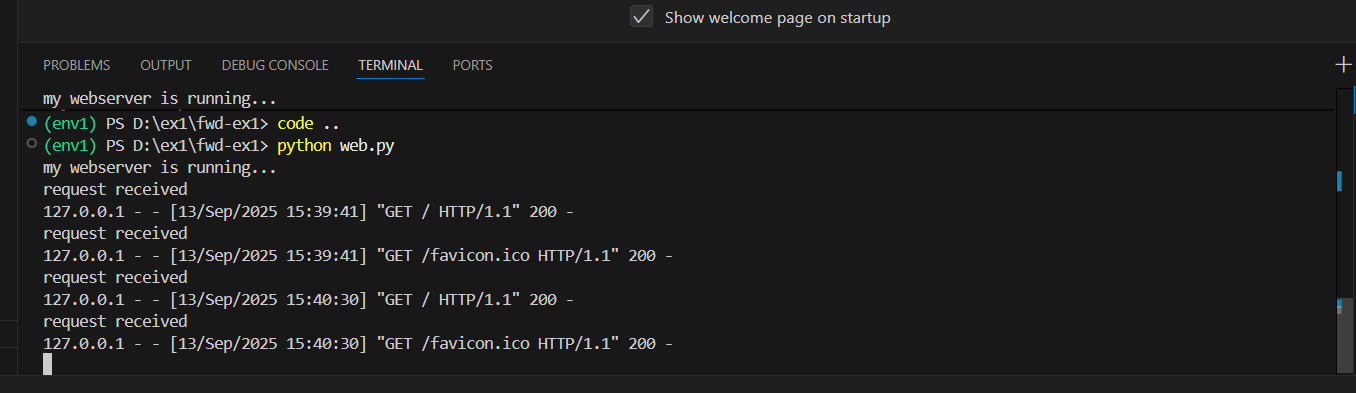 Show welcome page on startup
PROBLEMS OUTPUT DEBUG CONSOLE TERMINAL PORTS
my webserver is running...
(env1) PS D:\ex1\fwd-ex1> code ..
(env1) PS D:\ex1\fwd-ex1> python web.py
my webserver is running...
request received
127.0.0.1 - - [13/Sep/2025 15:39:41] "GET / HTTP/1.1" 200 -
request received
127.0.0.1 - - [13/Sep/2025 15:39:41] "GET /favicon.ico HTTP/1.1" 200 -
request received
127.0.0.1 - - [13/Sep/2025 15:40:30] "GET / HTTP/1.1" 200 -
request received
127.0.0.1 - - [13/Sep/2025 15:40:30] "GET /favicon.ico HTTP/1.1" 200 -